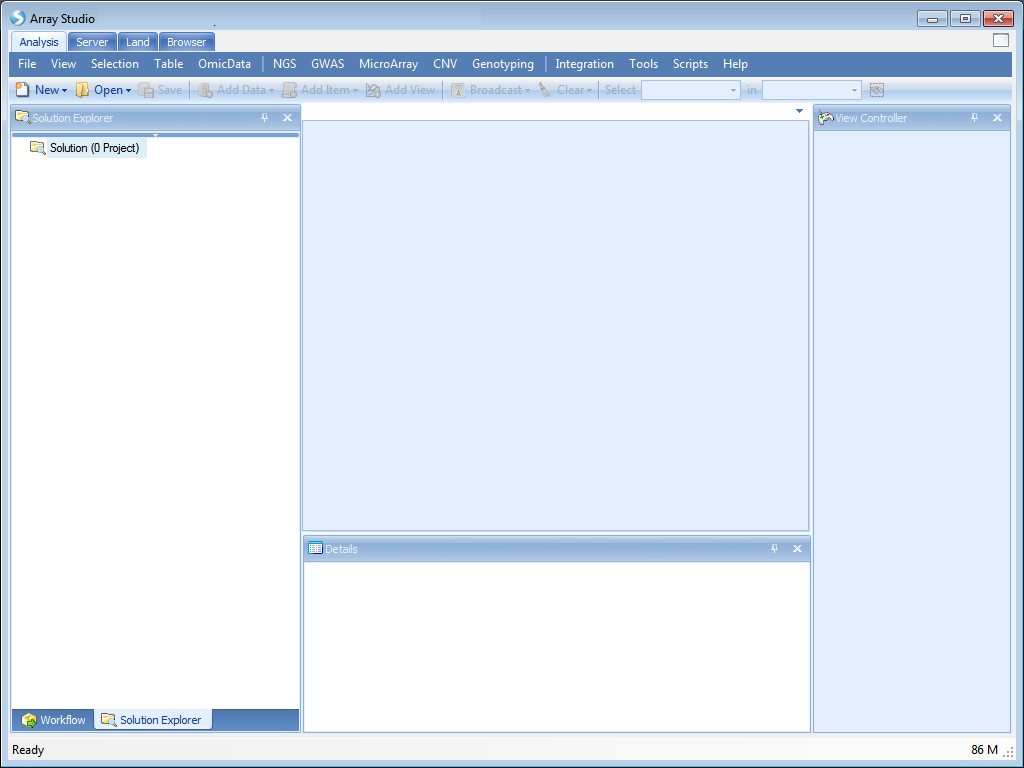 Array Studio
Analysis Server Land Browser
File View Selection Table OmicData NGS GWAS MicroArray CNV Genotyping Integration Tools Scripts Help
New Open Save Add Data Add Item Add View Broadcast Clear Select in
Solution Explorer
Solution (0 Project)
View Controller
Details
Workflow Solution Explorer
Ready 86 M